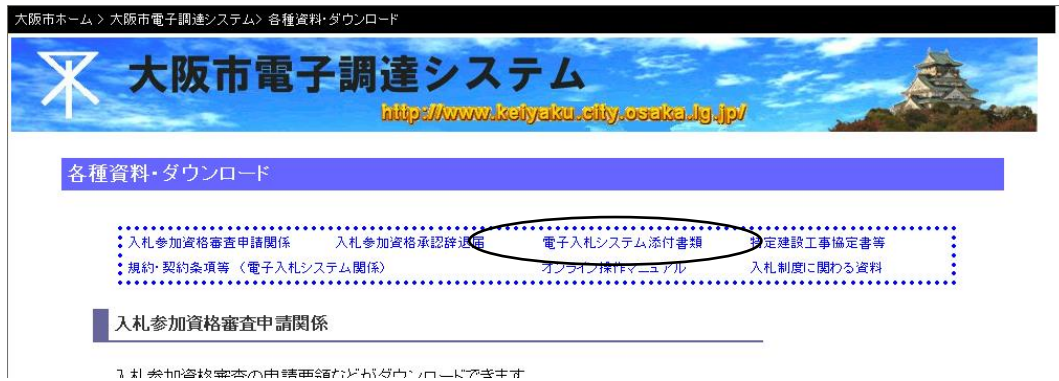 大阪市ホーム > 大阪市電子調達システム> 各種資料・ダウンロード
大阪市電子調達システム
http://www.keiyaku.city.osaka.lg.jp/
各種資料・ダウンロード
入札参加資格審査申請関係 入札参加資格承認辞退届 電子入札システム添付書類 特定建設工事協定書等
規約・契約条項等（電子入札システム関係） オンライン操作マニュアル 入札制度に関わる資料
入札参加資格審査申請関係
入札参加資格審査の申請要領などがダウンロードできます